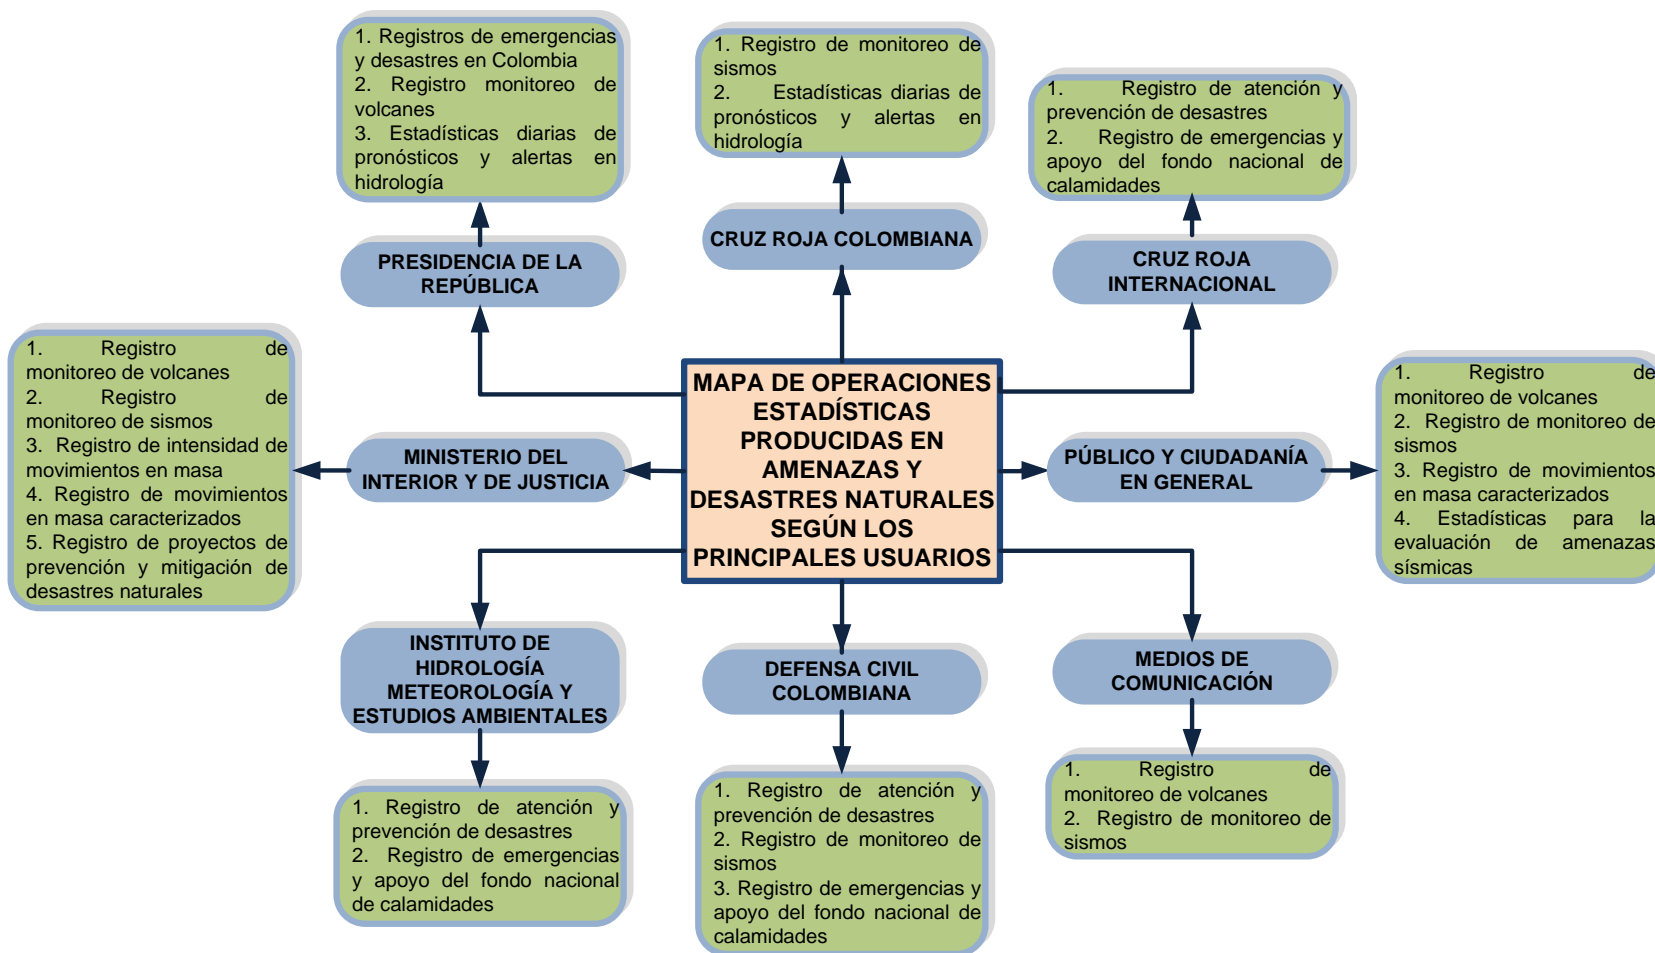 1. Registros de emergencias
y desastres en Colombia
2. Registro monitoreo de
volcanes
3. Estadísticas diarias de
pronósticos y alertas en
hidrología
1. Registro de monitoreo de
sismos
2. Estadísticas diarias de
pronósticos y alertas en
hidrología
1. Registro de atención y
prevención de desastres
2. Registro de emergencias y
apoyo del fondo nacional de
calamidades
PRESIDENCIA DE LA
REPÚBLICA
CRUZ ROJA COLOMBIANA
CRUZ ROJA
INTERNACIONAL
1. Registro de
monitoreo de volcanes
2. Registro de
monitoreo de sismos
3. Registro de intensidad de
movimientos en masa
4. Registro de movimientos
en masa caracterizados
5. Registro de proyectos de
prevención y mitigación de
desastres naturales
MINISTERIO DEL
INTERIOR Y DE JUSTICIA
MAPA DE OPERACIONES
ESTADÍSTICAS
PRODUCIDAS EN
AMENAZAS Y
DESASTRES NATURALES
SEGÚN LOS
PRINCIPALES USUARIOS
PÚBLICO Y CIUDADANÍA
EN GENERAL
1. Registro de
monitoreo de volcanes
2. Registro de monitoreo de
sismos
3. Registro de movimientos
en masa caracterizados
4. Estadísticas para la
evaluación de amenazas
sísmicas
INSTITUTO DE
HIDROLOGÍA
METEOROLOGÍA Y
ESTUDIOS AMBIENTALES
DEFENSA CIVIL
COLOMBIANA
MEDIOS DE
COMUNICACIÓN
1. Registro de atención y
prevención de desastres
2. Registro de emergencias
y apoyo del fondo nacional
de calamidades
1. Registro de atención y
prevención de desastres
2. Registro de monitoreo de
sismos
3. Registro de emergencias y
apoyo del fondo nacional de
calamidades
1. Registro de
monitoreo de volcanes
2. Registro de monitoreo de
sismos